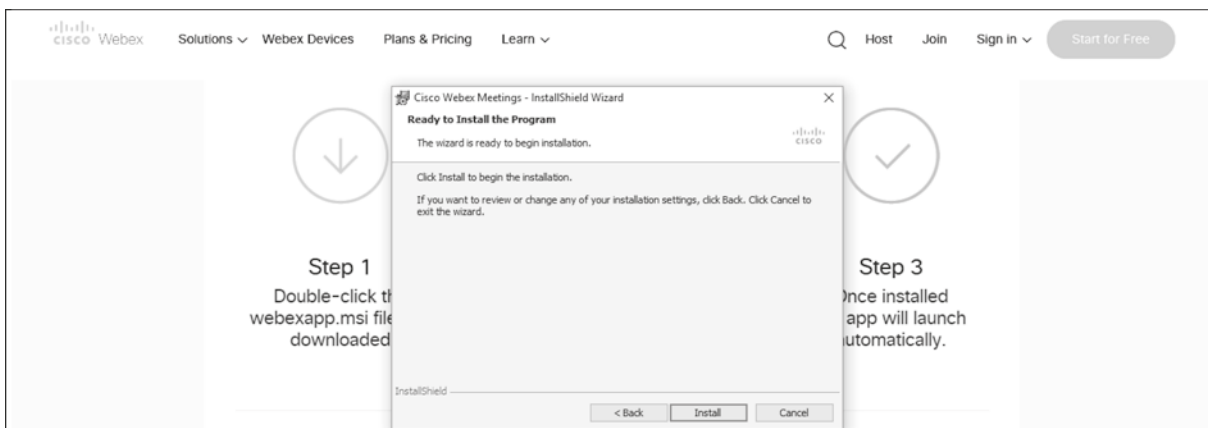 cisco Webex
Solutions Webex Devices Plans & Pricing Learn Host Join Sign in Start for Free
Cisco Webex Meetings - InstallShield Wizard
Ready to Install the Program
The wizard is ready to begin installation.
cisco
Click Install to begin the installation.
If you want to review or change any of your installation settings, click Back. Click Cancel to
exit the wizard.
InstallShield
< Back Install Cancel
Step 1
Double-click
webexapp.msi
downloaded
Step 3
installed
app will launch
automatically.